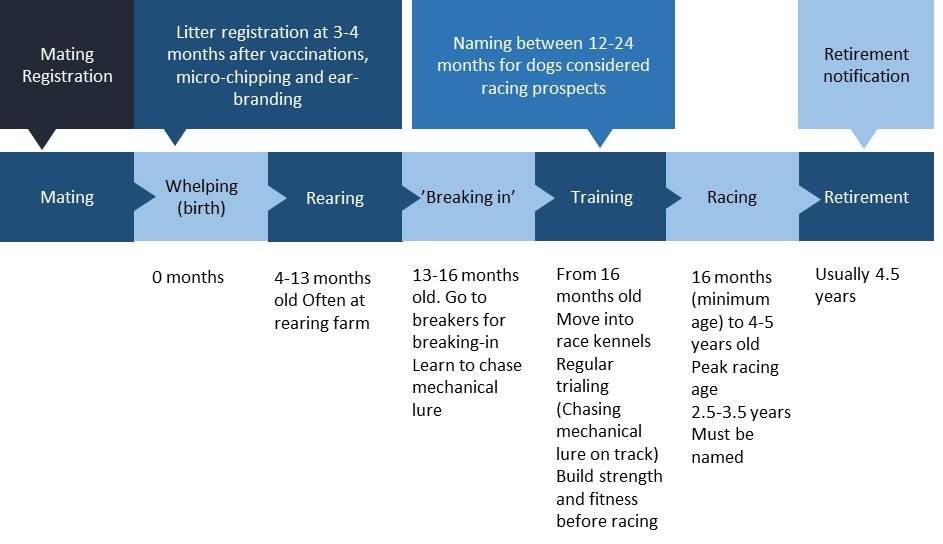 Mating
Registration
Litter registration at 3-4
months after vaccinations,
micro-chipping and ear-
branding
Naming between 12-24
months for dogs considered
racing prospects
Retirement
notification
Mating
Whelping
(birth)
Rearing
’Breaking in’
Training
Racing
Retirement
0 months
4-13 months
old Often at
rearing farm
13-16 months
old. Go to
breakers for
breaking-in
Learn to chase
mechanical
lure
From 16
months old
Move into
race kennels
Regular
trialing
(Chasing
mechanical
lure on track)
Build strength
and fitness
before racing
16 months
(minimum
age) to 4-5
years old
Peak racing
age
2.5-3.5 years
Must be
named
Usually 4.5
years